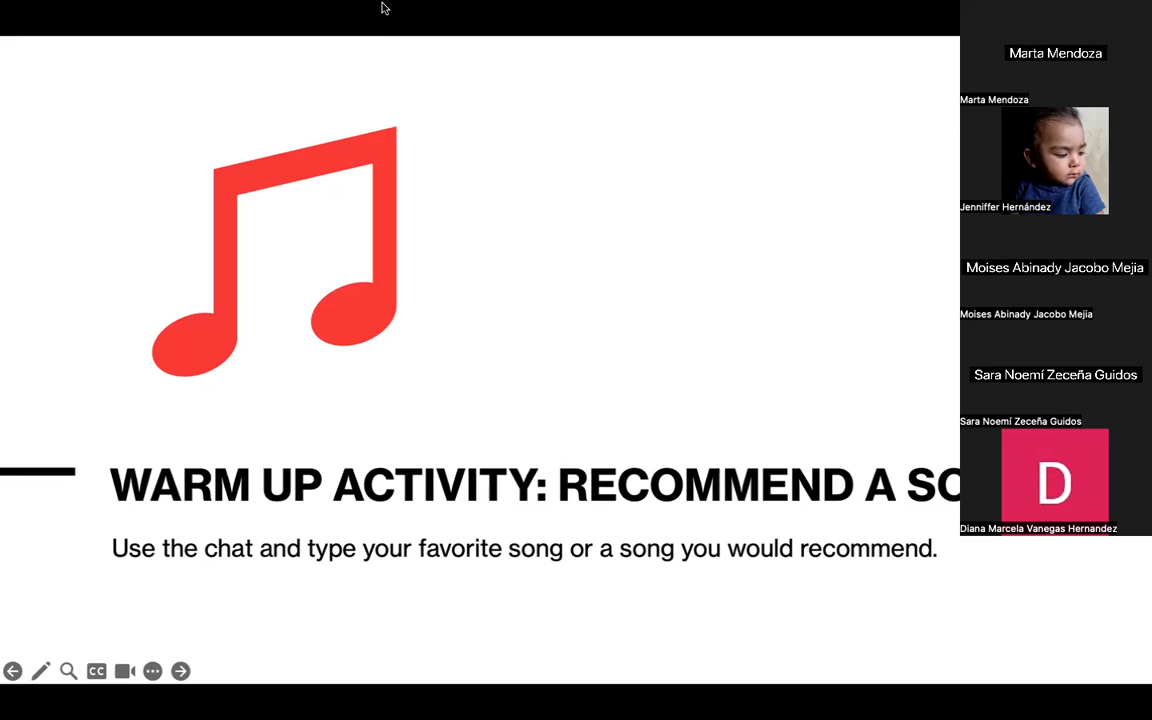 Marta Mendoza
Marta Mendoza
Jenniffer Hernández
Moises Abinady Jacobo Mejia
Moises Abinady Jacobo Mejia
Sara Noemí Zeceña Guidos
Sara Noemí Zeceña Guidos
D
Diana Marcela Vanegas Hernandez
WARM UP ACTIVITY: RECOMMEND A SO
Use the chat and type your favorite song or a song you would recommend.
CC